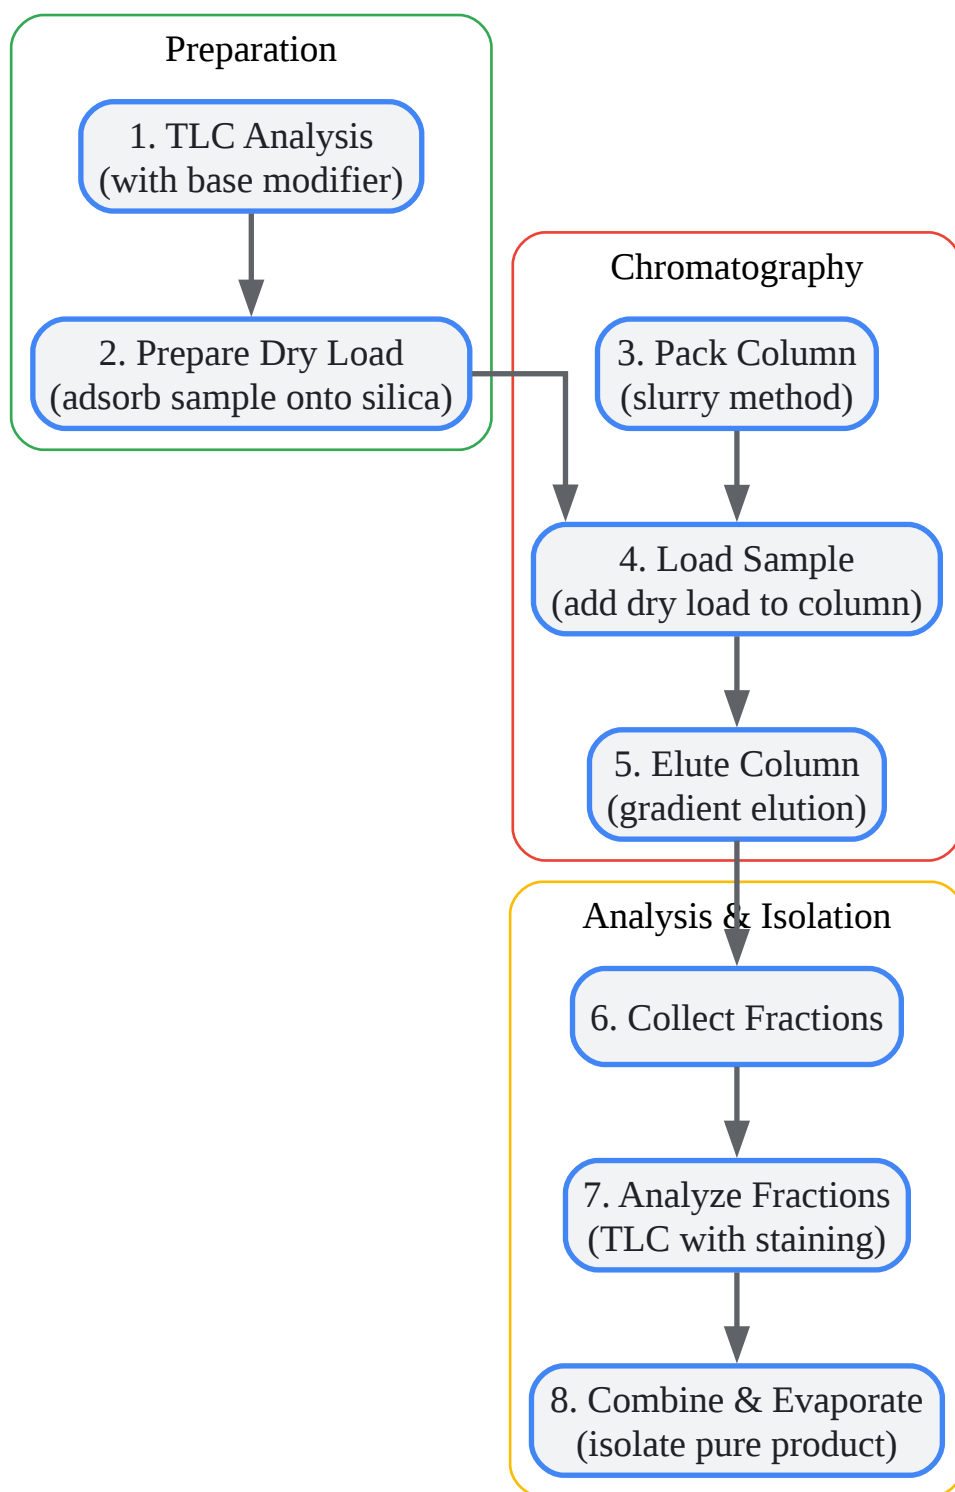 Preparation
1. TLC Analysis
(with base modifier)
2. Prepare Dry Load
(adsorb sample onto silica)
Chromatography
3. Pack Column
(slurry method)
4. Load Sample
(add dry load to column)
5. Elute Column
(gradient elution)
Analysis & Isolation
6. Collect Fractions
7. Analyze Fractions
(TLC with staining)
8. Combine & Evaporate
(isolate pure product)